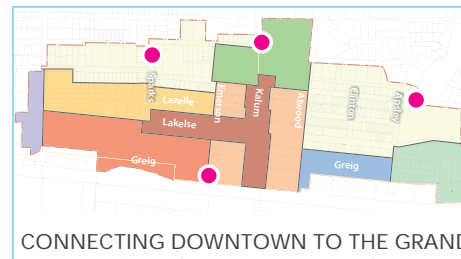 Sparks
Lazelle
Emerson
Kalum
Atwood
Clinton
Apsley
Lakelse
Greig
Greig
CONNECTING DOWNTOWN TO THE GRAND